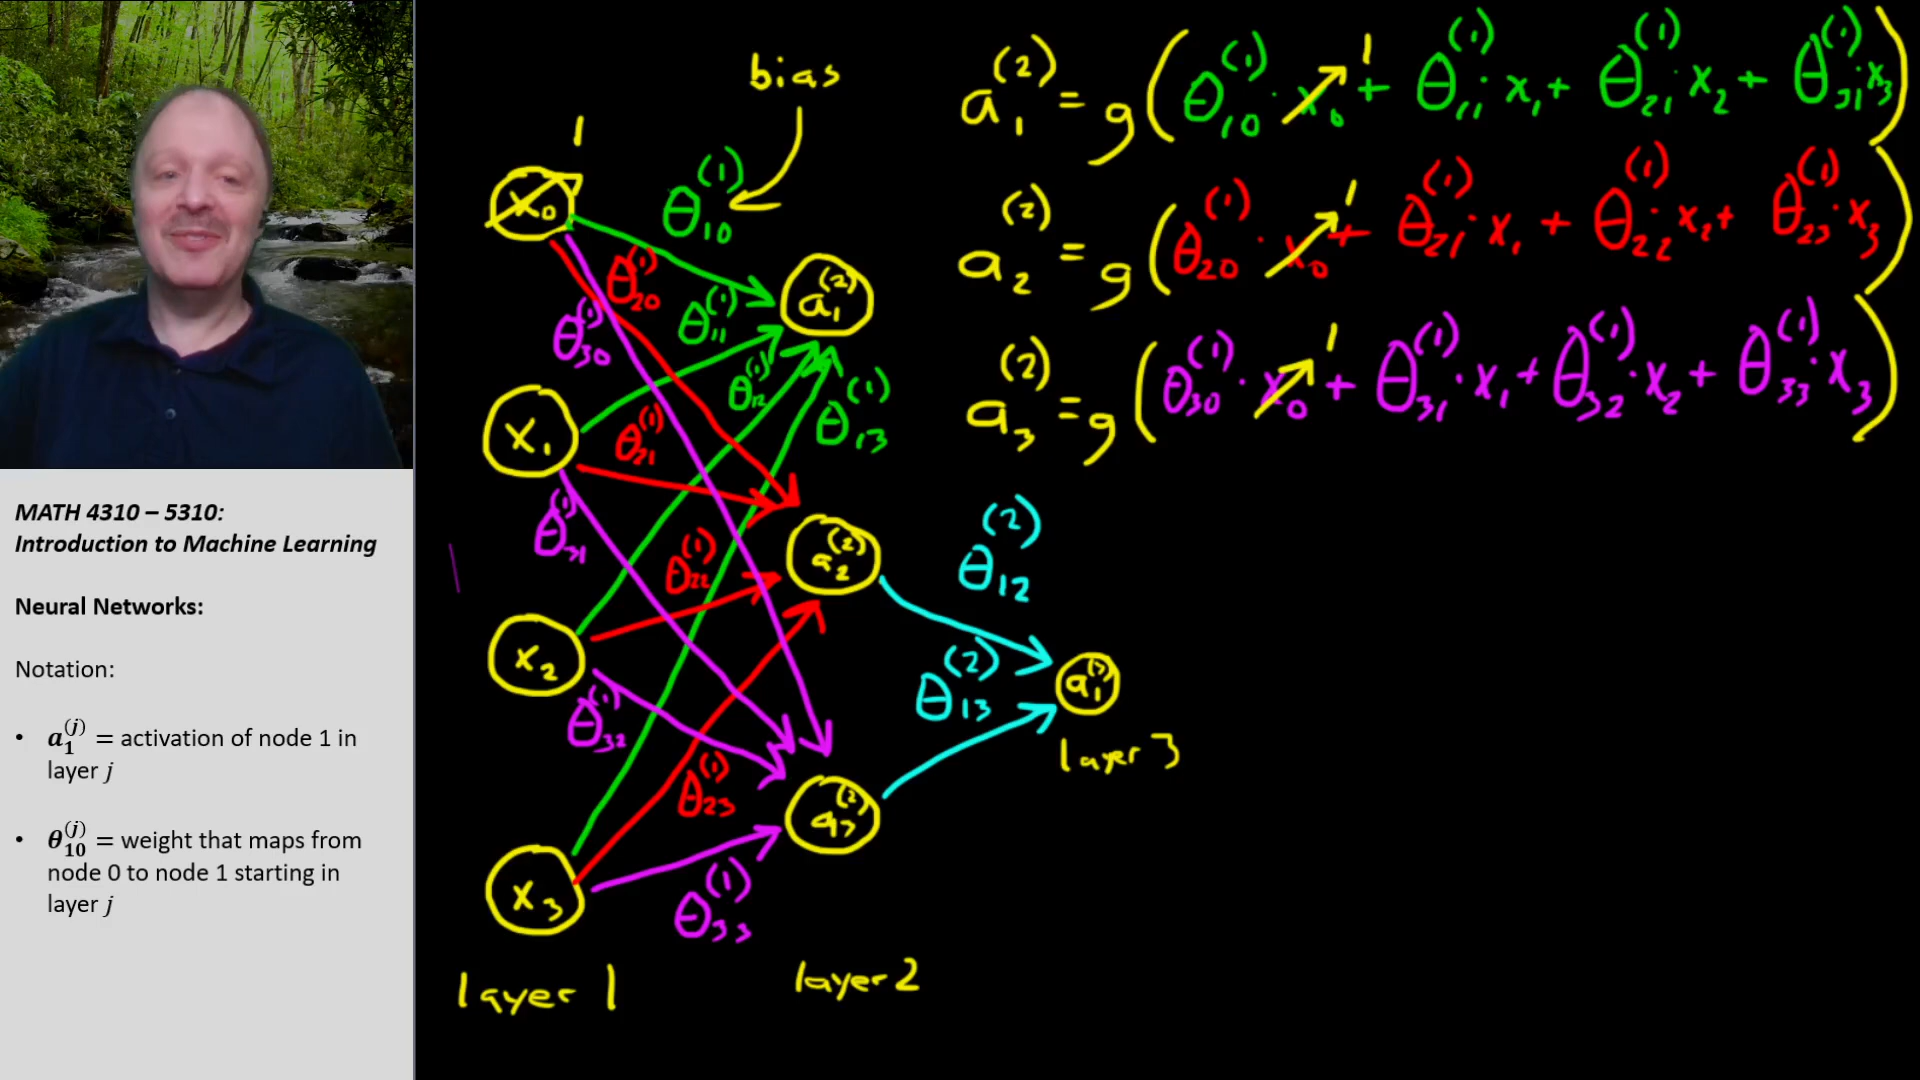 MATH 4310 – 5310:
Introduction to Machine Learning
Neural Networks:
Notation:
• a₁⁽ʲ⁾ = activation of node 1 in
layer j
• θ₁₀⁽ʲ⁾ = weight that maps from
node 0 to node 1 starting in
layer j
bias
1
x₀
θ₁₀⁽¹⁾
θ₂₀⁽¹⁾
θ₃₀⁽¹⁾
a₁⁽²⁾
θ₁₁⁽¹⁾
θ₁₂⁽¹⁾
θ₁₃⁽¹⁾
x₁
θ₂₁⁽¹⁾
θ₃₁⁽¹⁾
a₂⁽²⁾
θ₂₂⁽¹⁾
x₂
θ₃₂⁽¹⁾
θ₂₃⁽¹⁾
a₃⁽²⁾
x₃
θ₃₃⁽¹⁾
θ₁₂⁽²⁾
θ₁₃⁽²⁾
a₁⁽³⁾
layer 3
layer 1
layer 2
a₁⁽²⁾ = g(θ₁₀⁽¹⁾ · x₀ 1 + θ₁₁⁽¹⁾ · x₁ + θ₂₁⁽¹⁾ · x₂ + θ₃₁⁽¹⁾ · x₃)
a₂⁽²⁾ = g(θ₂₀⁽¹⁾ · x₀ 1 + θ₂₁⁽¹⁾ · x₁ + θ₂₂⁽¹⁾ · x₂ + θ₂₃⁽¹⁾ · x₃)
a₃⁽²⁾ = g(θ₃₀⁽¹⁾ · x₀ 1 + θ₃₁⁽¹⁾ · x₁ + θ₃₂⁽¹⁾ · x₂ + θ₃₃⁽¹⁾ · x₃)